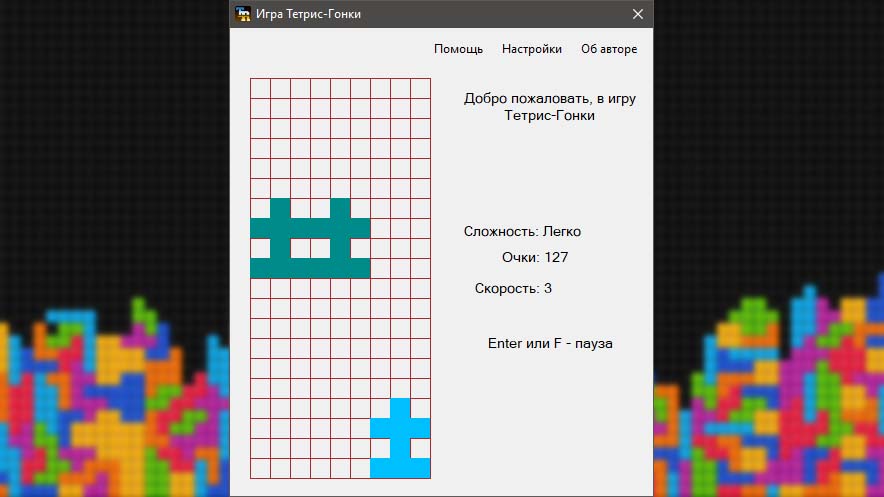 Игра Тетрис-Гонки
Помощь Настройки Об авторе
Добро пожаловать, в игру
Тетрис-Гонки
Сложность: Легко
Очки: 127
Скорость: 3
Enter или F - пауза